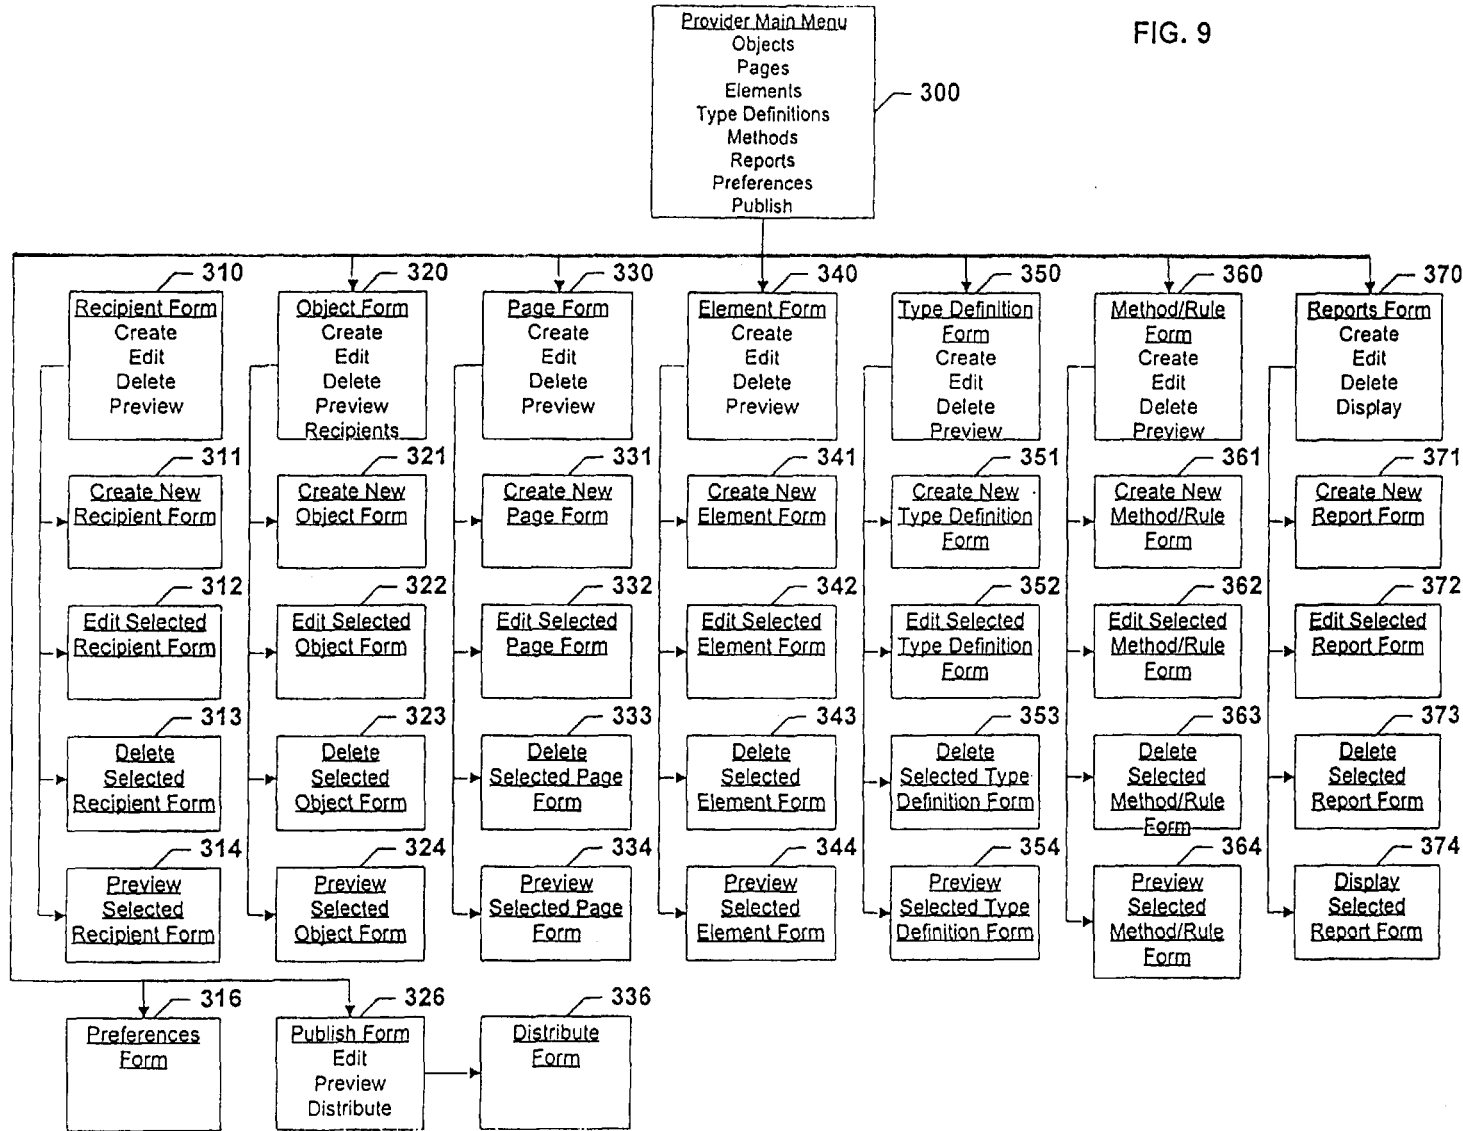 FIG. 9
Provider Main Menu
Objects
Pages
Elements
Type Definitions
Methods
Reports
Preferences
Publish
300
310
Recipient Form
Create
Edit
Delete
Preview
320
Object Form
Create
Edit
Delete
Preview
Recipients
330
Page Form
Create
Edit
Delete
Preview
340
Element Form
Create
Edit
Delete
Preview
350
Type Definition
Form
Create
Edit
Delete
Preview
360
Method/Rule
Form
Create
Edit
Delete
Preview
370
Reports Form
Create
Edit
Delete
Display
311
Create New
Recipient Form
321
Create New
Object Form
331
Create New
Page Form
341
Create New
Element Form
351
Create New
Type Definition
Form
361
Create New
Method/Rule
Form
371
Create New
Report Form
312
Edit Selected
Recipient Form
322
Edit Selected
Object Form
332
Edit Selected
Page Form
342
Edit Selected
Element Form
352
Edit Selected
Type Definition
Form
362
Edit Selected
Method/Rule
Form
372
Edit Selected
Report Form
313
Delete
Selected
Recipient Form
323
Delete
Selected
Object Form
333
Delete
Selected Page
Form
343
Delete
Selected
Element Form
353
Delete
Selected Type
Definition Form
363
Delete
Selected
Method/Rule
Form
373
Delete
Selected
Report Form
314
Preview
Selected
Recipient Form
324
Preview
Selected
Object Form
334
Preview
Selected Page
Form
344
Preview
Selected
Element Form
354
Preview
Selected Type
Definition Form
364
Preview
Selected
Method/Rule
Form
374
Display
Selected
Report Form
316
Preferences
Form
326
Publish Form
Edit
Preview
Distribute
336
Distribute
Form